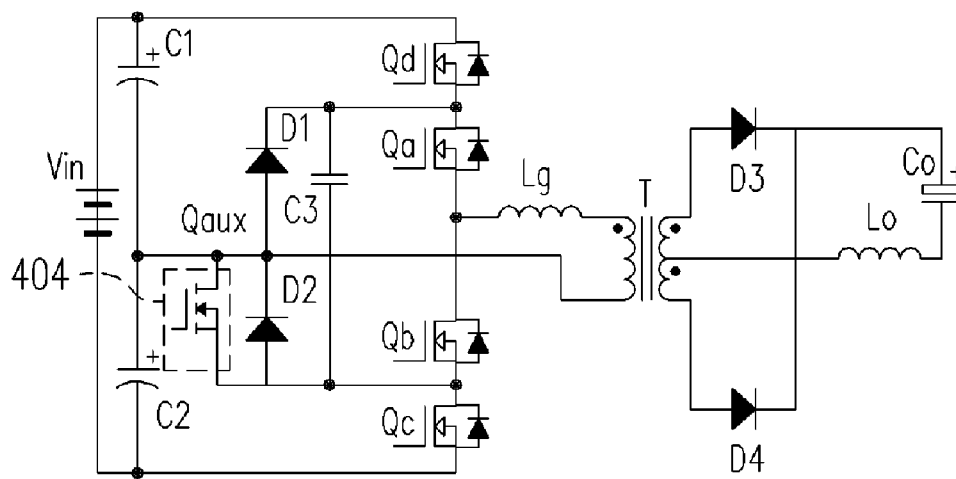 C1
+
Qd
D1
Qa
Vin
Lg
T
D3
Co
+
Qaux
C3
Lo
404
D2
+
Qb
C2
Qc
D4